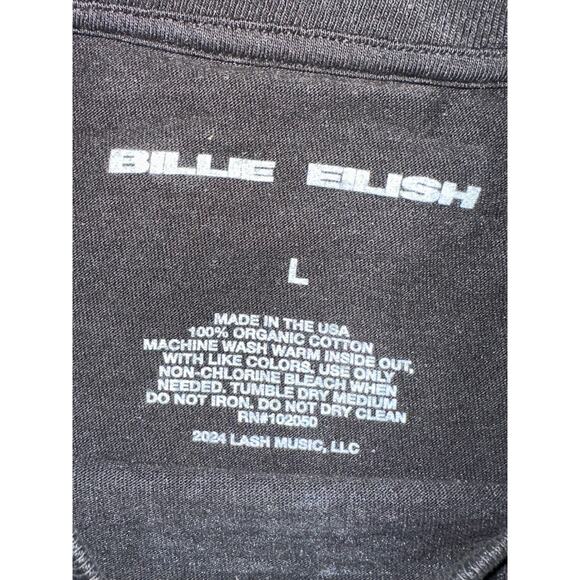 BILLIE EILISH
L
MADE IN THE USA
100% ORGANIC COTTON
MACHINE WASH WARM INSIDE OUT,
WITH LIKE COLORS. USE ONLY
NON-CHLORINE BLEACH WHEN
NEEDED. TUMBLE DRY MEDIUM
DO NOT IRON. DO NOT DRY CLEAN
RN#102050
2024 LASH MUSIC, LLC